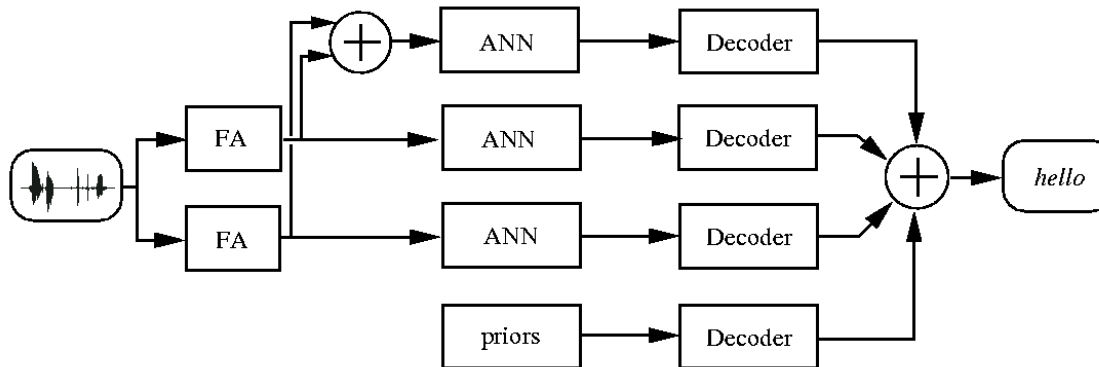 ANN
Decoder
FA
ANN
Decoder
hello
FA
ANN
Decoder
priors
Decoder